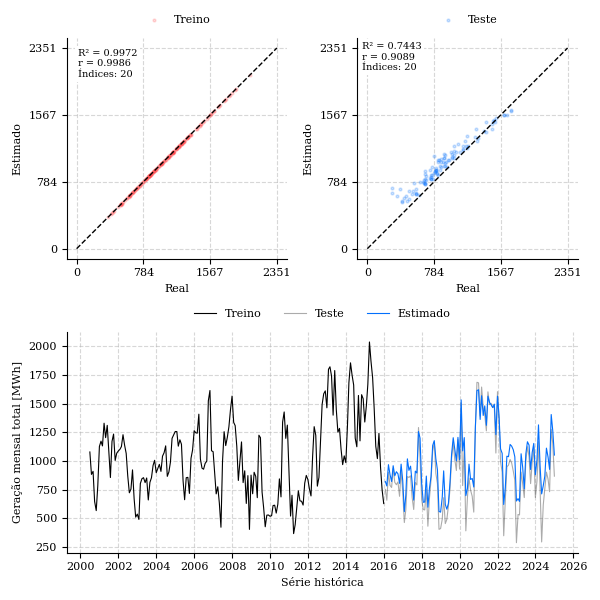 Treino
R² = 0.9972
r = 0.9986
Índices: 20
2351
1567
784
0
Estimado
0 784 1567 2351
Real
Teste
R² = 0.7443
r = 0.9089
Índices: 20
2351
1567
784
0
Estimado
0 784 1567 2351
Real
Treino Teste Estimado
2000
1750
1500
1250
1000
750
500
250
Geração mensal total [MWh]
2000 2002 2004 2006 2008 2010 2012 2014 2016 2018 2020 2022 2024 2026
Série histórica